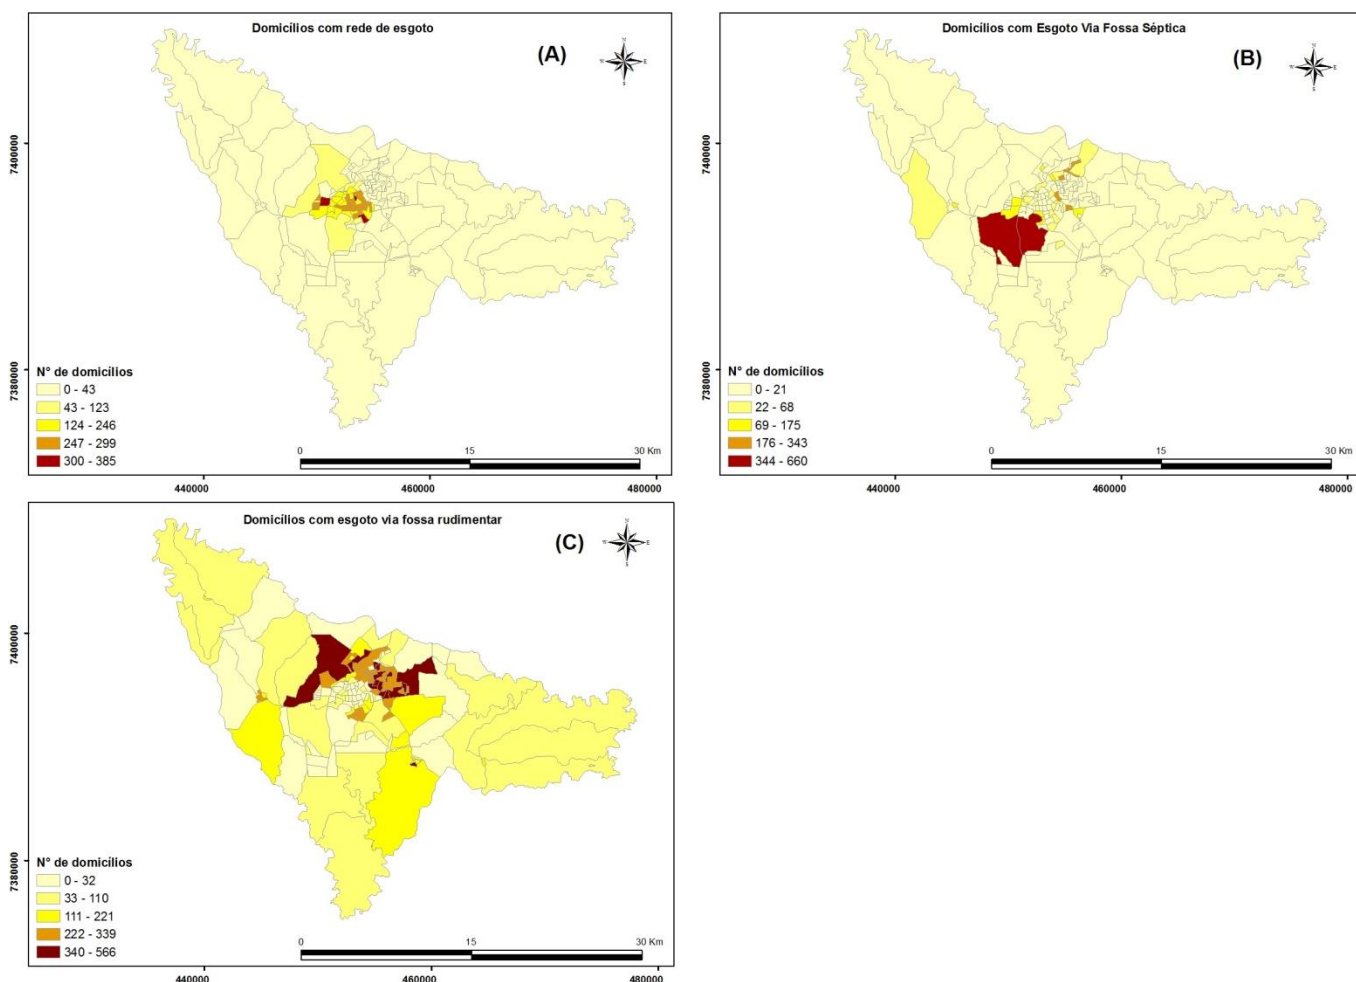 Domicílios com rede de esgoto
(A)
N
W E
S
7400000
7380000
N° de domicílios
0 - 43
43 - 123
124 - 246
247 - 299
300 - 385
0 15 30 Km
440000 460000 480000
Domicílios com Esgoto Via Fossa Séptica
(B)
N
W E
S
7400000
7380000
N° de domicílios
0 - 21
22 - 68
69 - 175
176 - 343
344 - 660
0 15 30 Km
440000 460000 480000
Domicílios com esgoto via fossa rudimentar
(C)
N
W E
S
7400000
7380000
N° de domicílios
0 - 32
33 - 110
111 - 221
222 - 339
340 - 566
0 15 30 Km
440000 460000 480000